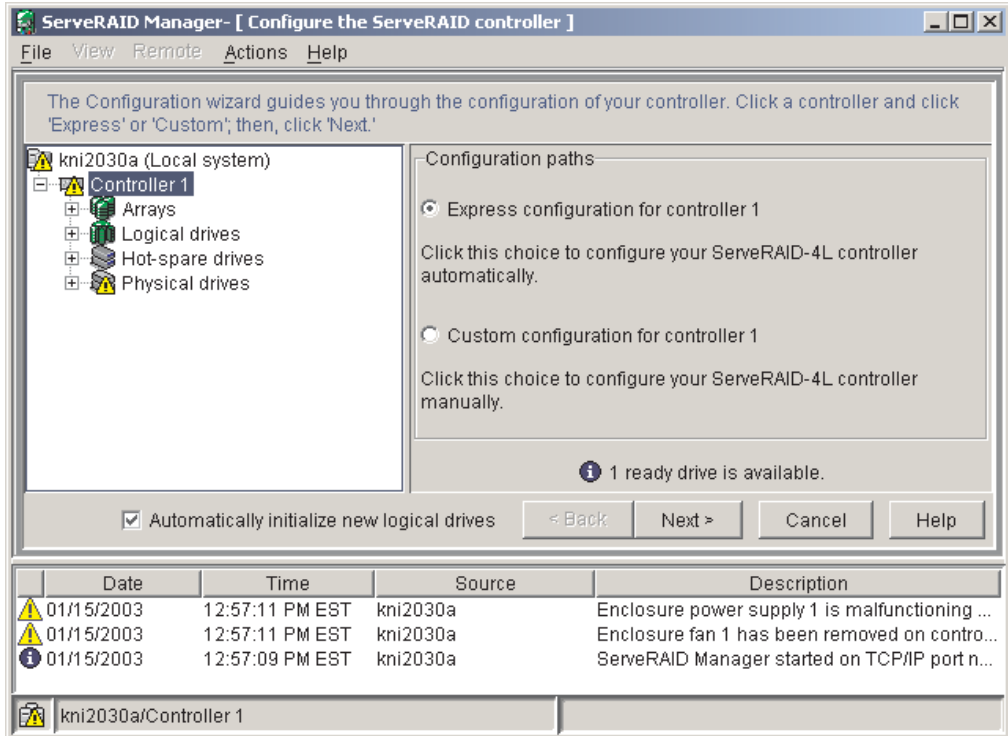 ServeRAID Manager- [ Configure the ServeRAID controller ]
File View Remote Actions Help
The Configuration wizard guides you through the configuration of your controller. Click a controller and click
'Express' or 'Custom'; then, click 'Next.'
kni2030a (Local system)
Controller 1
Arrays
Logical drives
Hot-spare drives
Physical drives
Configuration paths
Express configuration for controller 1
Click this choice to configure your ServeRAID-4L controller
automatically.
Custom configuration for controller 1
Click this choice to configure your ServeRAID-4L controller
manually.
1 ready drive is available.
Automatically initialize new logical drives < Back Next > Cancel Help
Date Time Source Description
01/15/2003 12:57:11 PM EST kni2030a Enclosure power supply 1 is malfunctioning ...
01/15/2003 12:57:11 PM EST kni2030a Enclosure fan 1 has been removed on contro...
01/15/2003 12:57:09 PM EST kni2030a ServeRAID Manager started on TCP/IP port n...
kni2030a/Controller 1